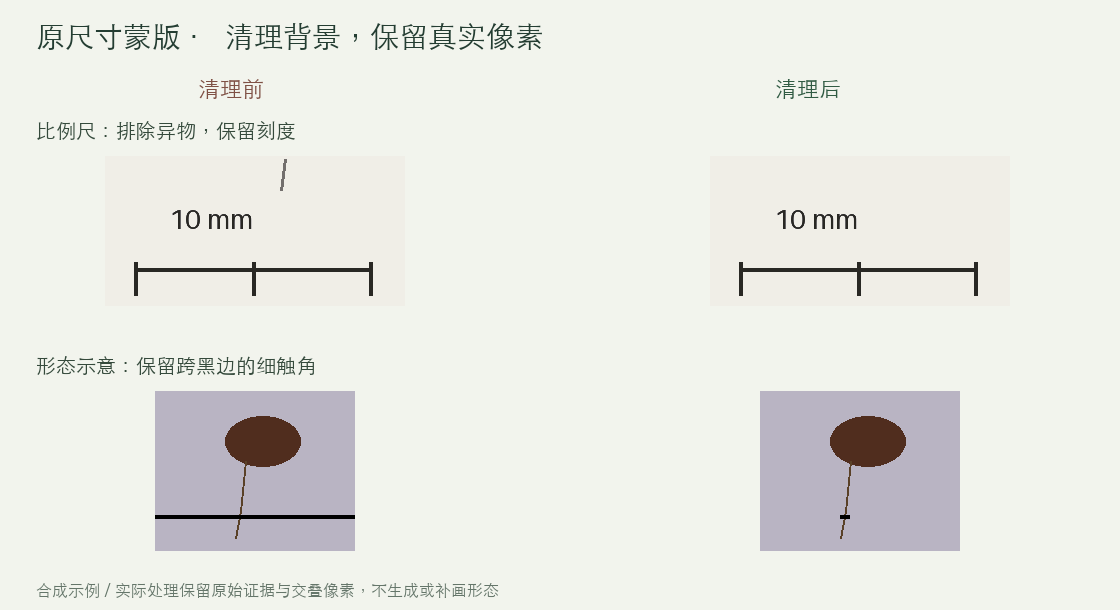 原尺寸蒙版 · 清理背景，保留真实像素
清理前
清理后
比例尺：排除异物，保留刻度
10 mm
10 mm
形态示意：保留跨黑边的细触角
合成示例 / 实际处理保留原始证据与交叠像素，不生成或补画形态